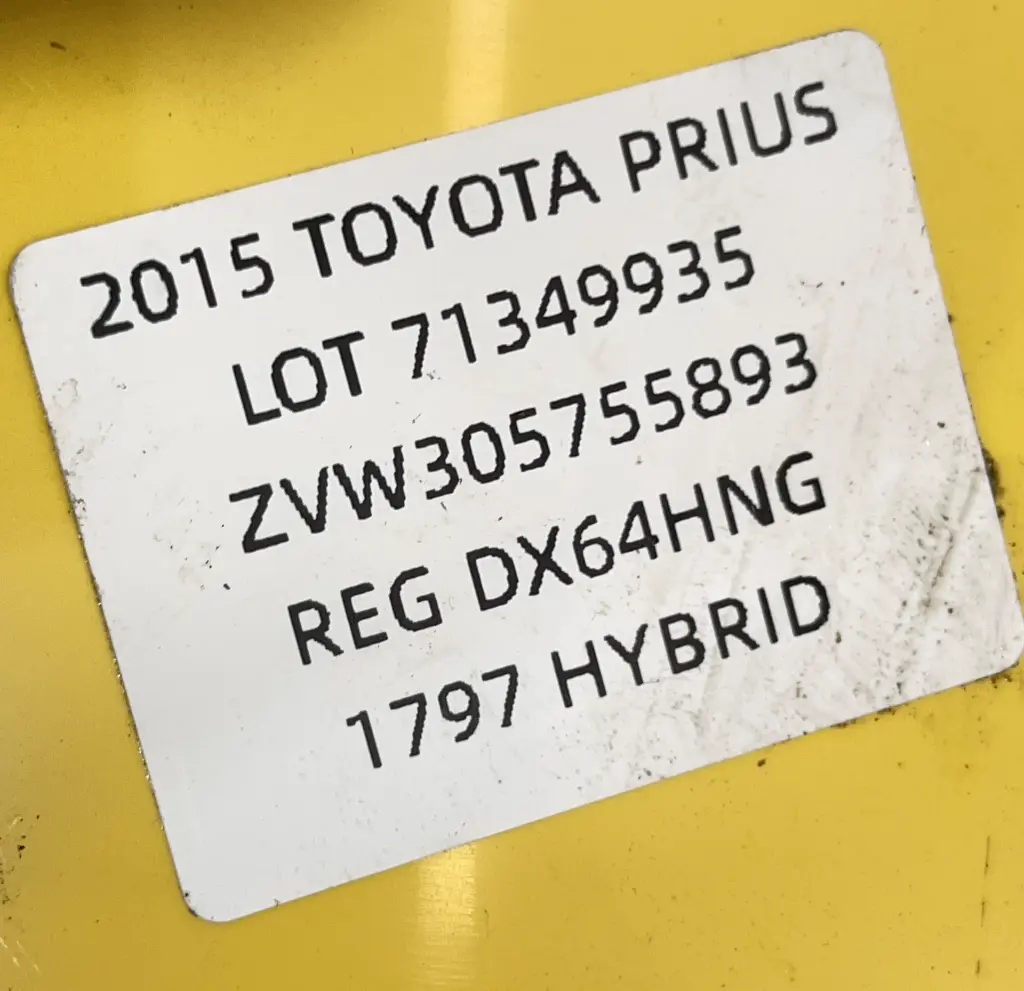 2015 TOYOTA PRIUS
LOT 71349935
ZVW305755893
REG DX64HNG
1797 HYBRID